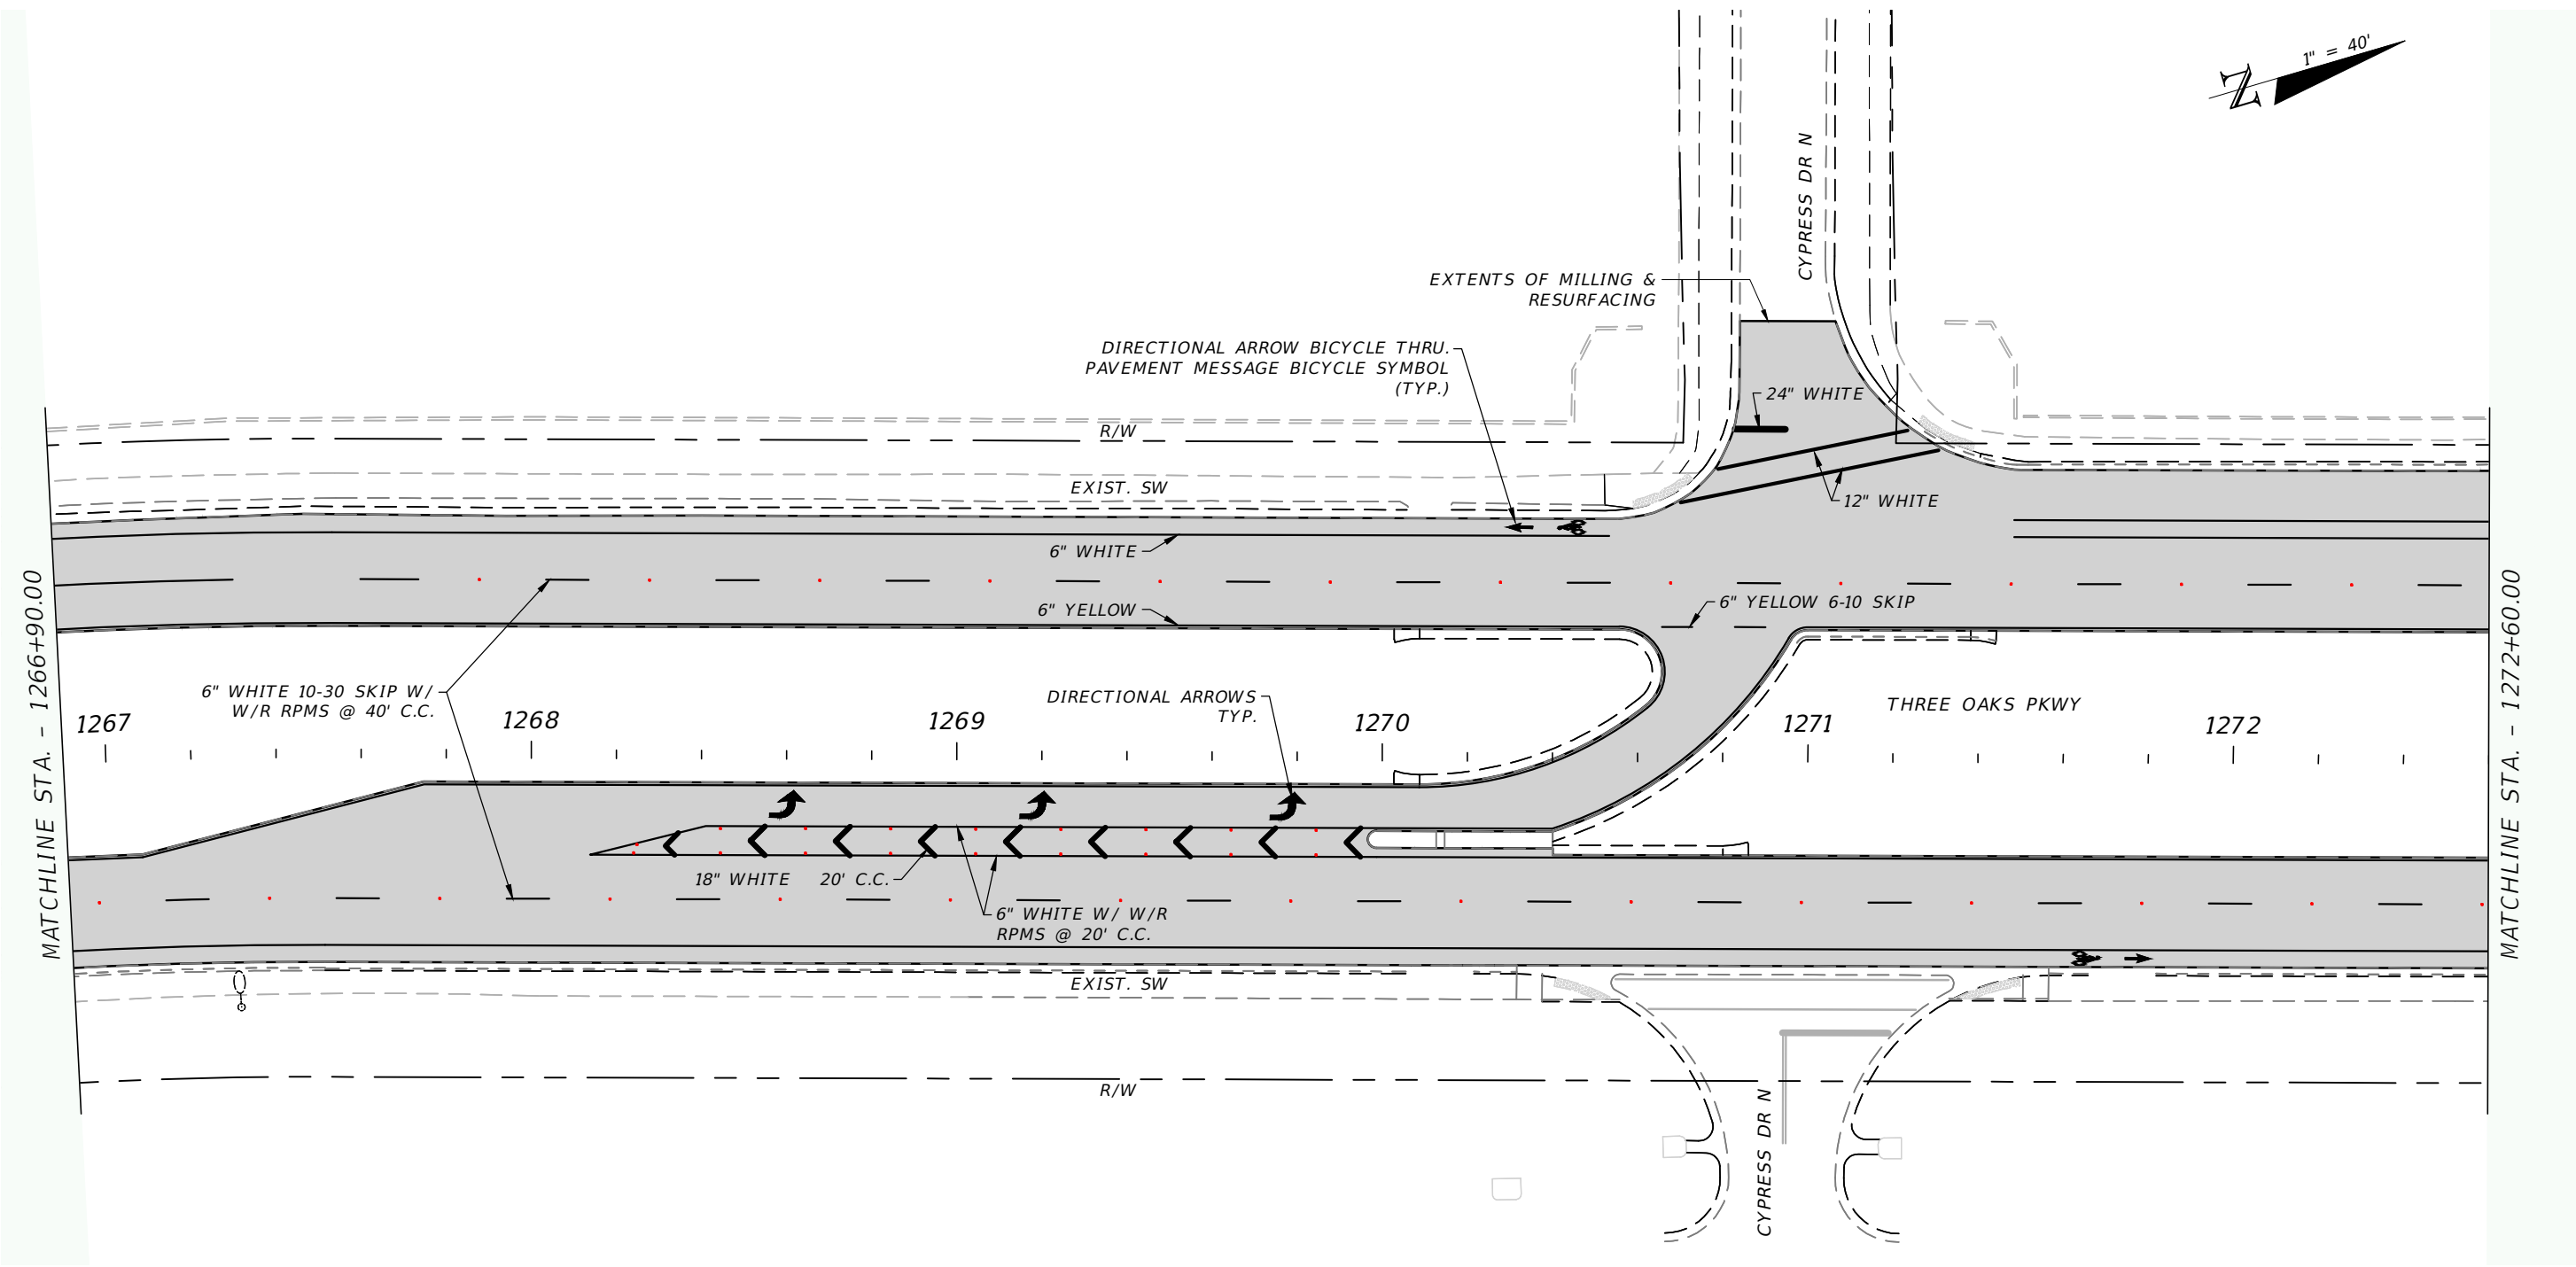 1" = 40'
N
CYPRESS DR N
EXTENTS OF MILLING &
RESURFACING
DIRECTIONAL ARROW BICYCLE THRU.
PAVEMENT MESSAGE BICYCLE SYMBOL
(TYP.)
24" WHITE
R/W
EXIST. SW
12" WHITE
6" WHITE
6" YELLOW
6" YELLOW 6-10 SKIP
MATCHLINE STA. - 1266+90.00
6" WHITE 10-30 SKIP W/
W/R RPMS @ 40' C.C.
DIRECTIONAL ARROWS
TYP.
THREE OAKS PKWY
MATCHLINE STA. - 1272+60.00
1267
1268
1269
1270
1271
1272
18" WHITE 20' C.C.
6" WHITE W/ W/R
RPMS @ 20' C.C.
EXIST. SW
R/W
CYPRESS DR N